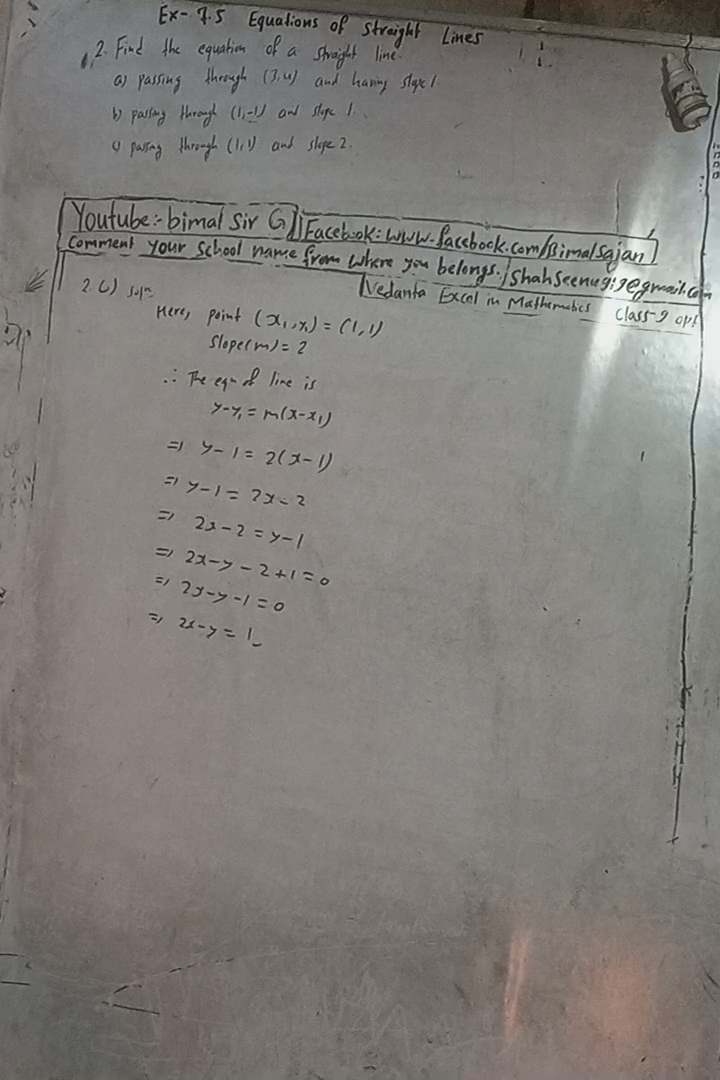 Ex- 7.5 Equations of Straight Lines
2. Find the equation of a straight line.
a) passing through (3,4) and having slope 1.
b) passing through (1,-1) and slope 1.
c) passing through (1,1) and slope 2.
Youtube:- bimal Sir G
Facebook: www.facebook.com/Bimalsajan
Comment your School name from where you belongs.
Vedanta Excel in Mathematics Class-9 opt
2.c) soln
Here, point (x₁,y₁) = (1,1)
Slope(m) = 2
∴ The eqn of line is
y-y₁ = m(x-x₁)
⇒ y-1 = 2(x-1)
⇒ y-1 = 2x-2
⇒ 2x-2 = y-1
⇒ 2x-y-2+1=0
⇒ 2x-y-1=0
⇒ 2x-y = 1